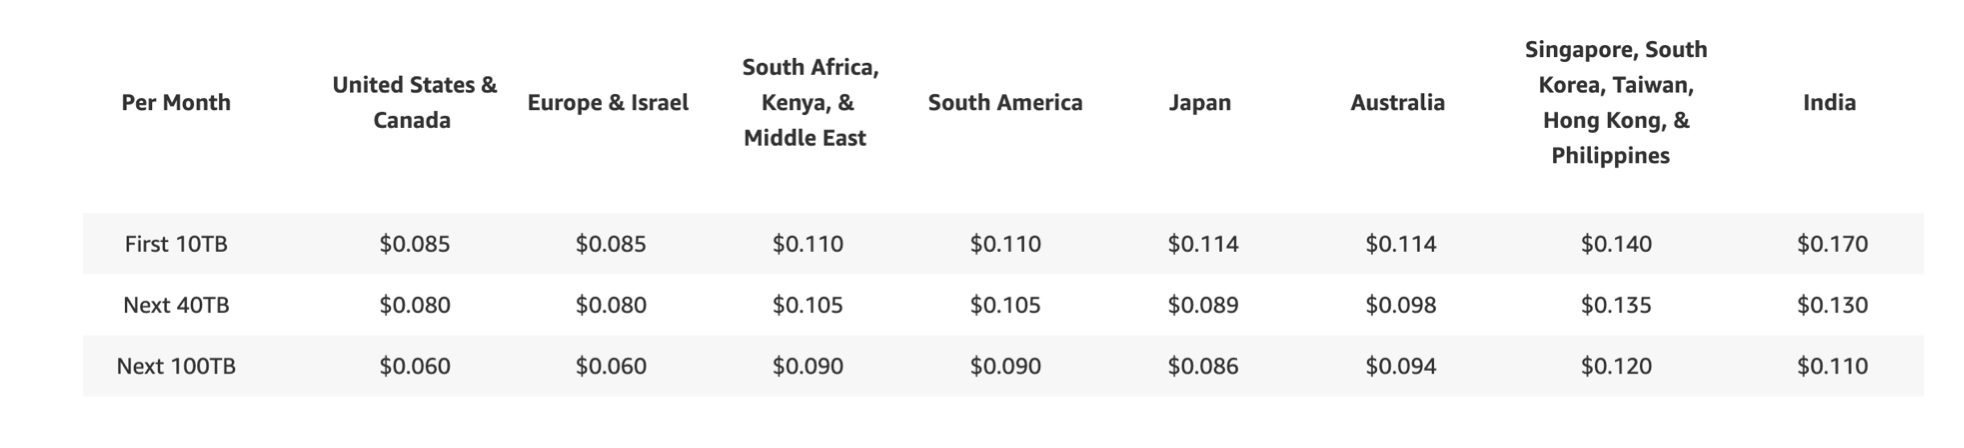 Per Month
United States &
Canada
Europe & Israel
South Africa,
Kenya, &
Middle East
South America
Japan
Australia
Singapore, South
Korea, Taiwan,
Hong Kong, &
Philippines
India
First 10TB $0.085 $0.085 $0.110 $0.110 $0.114 $0.114 $0.140 $0.170
Next 40TB $0.080 $0.080 $0.105 $0.105 $0.089 $0.098 $0.135 $0.130
Next 100TB $0.060 $0.060 $0.090 $0.090 $0.086 $0.094 $0.120 $0.110